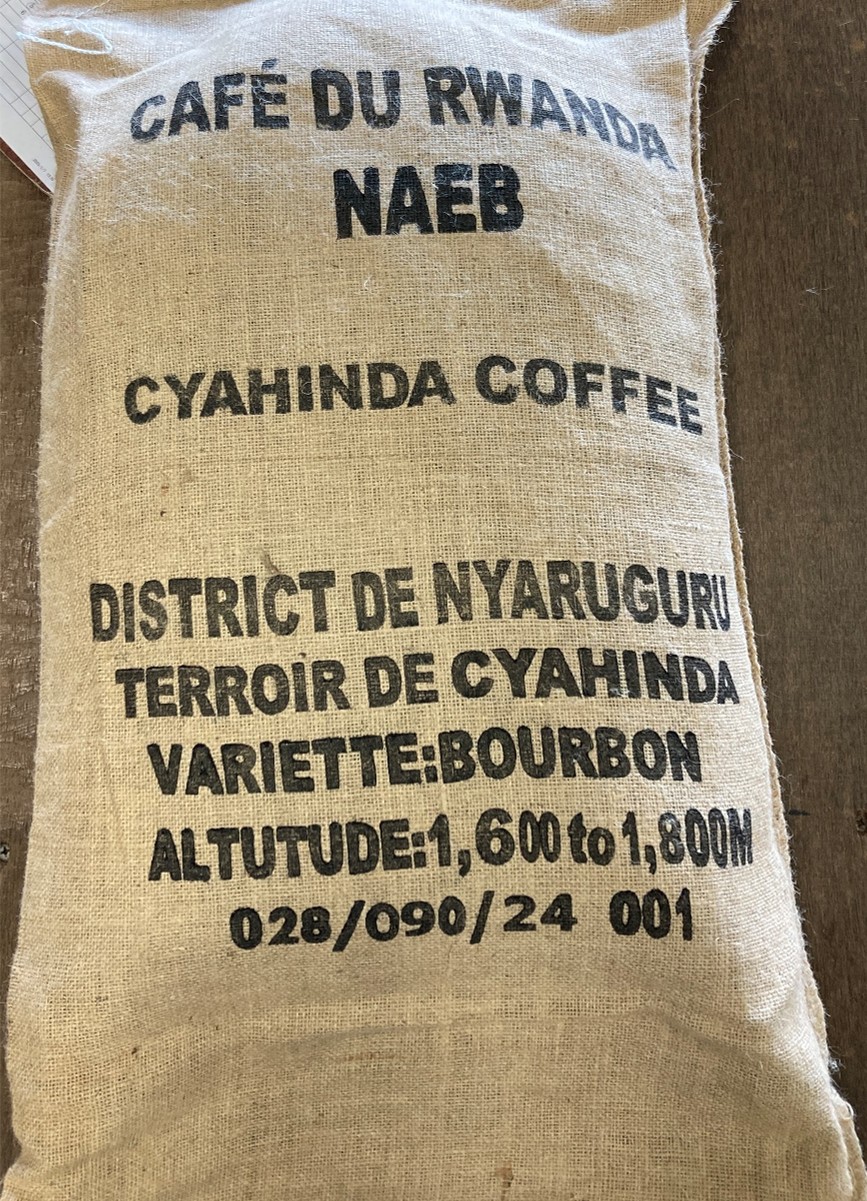 CAFÉ DU RWANDA
NAEB
CYAHINDA COFFEE
DISTRICT DE NYARUGURU
TERROIR DE CYAHINDA
VARIETTE:BOURBON
ALTUTUDE:1,600 to 1,800M
028/090/24 001